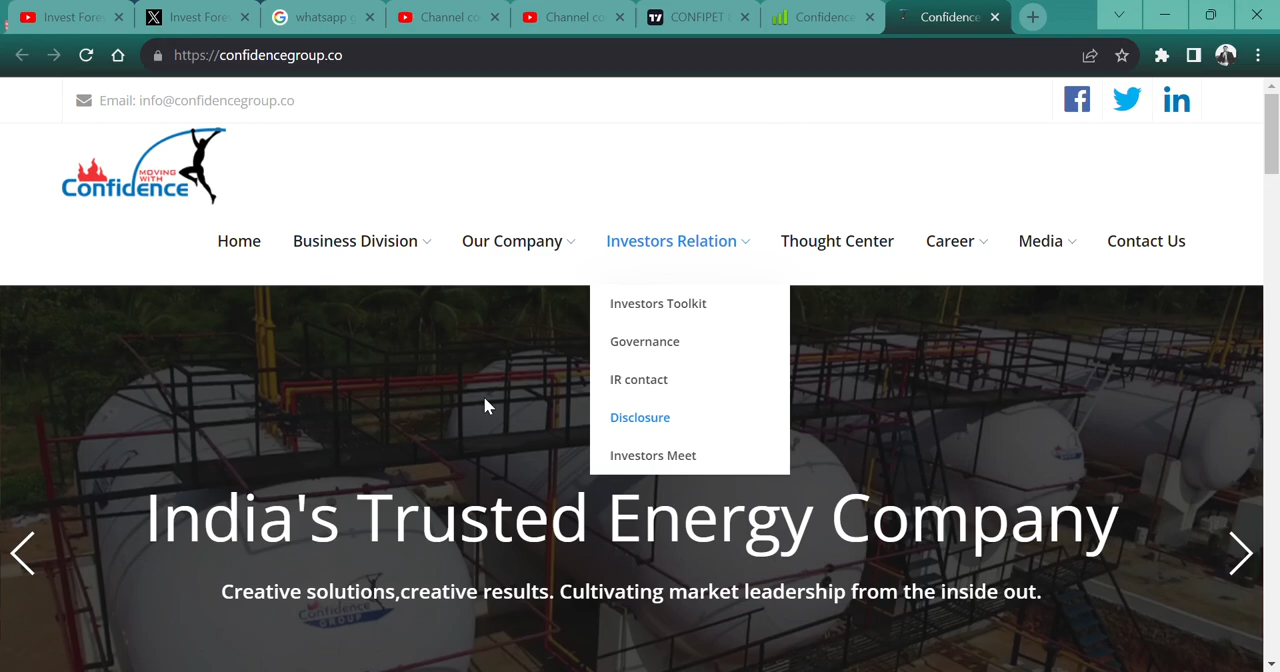 Invest Fore
Invest Fore
whatsapp g
Channel co
Channel co
CONFIPET
Confidence
Confidence
https://confidencegroup.co
Email: info@confidencegroup.co
MOVING
WITH
Confidence
Home
Business Division
Our Company
Investors Relation
Thought Center
Career
Media
Contact Us
Investors Toolkit
Governance
IR contact
Disclosure
Investors Meet
India's Trusted Energy Company
Creative solutions,creative results. Cultivating market leadership from the inside out.
Confidence
GROUP